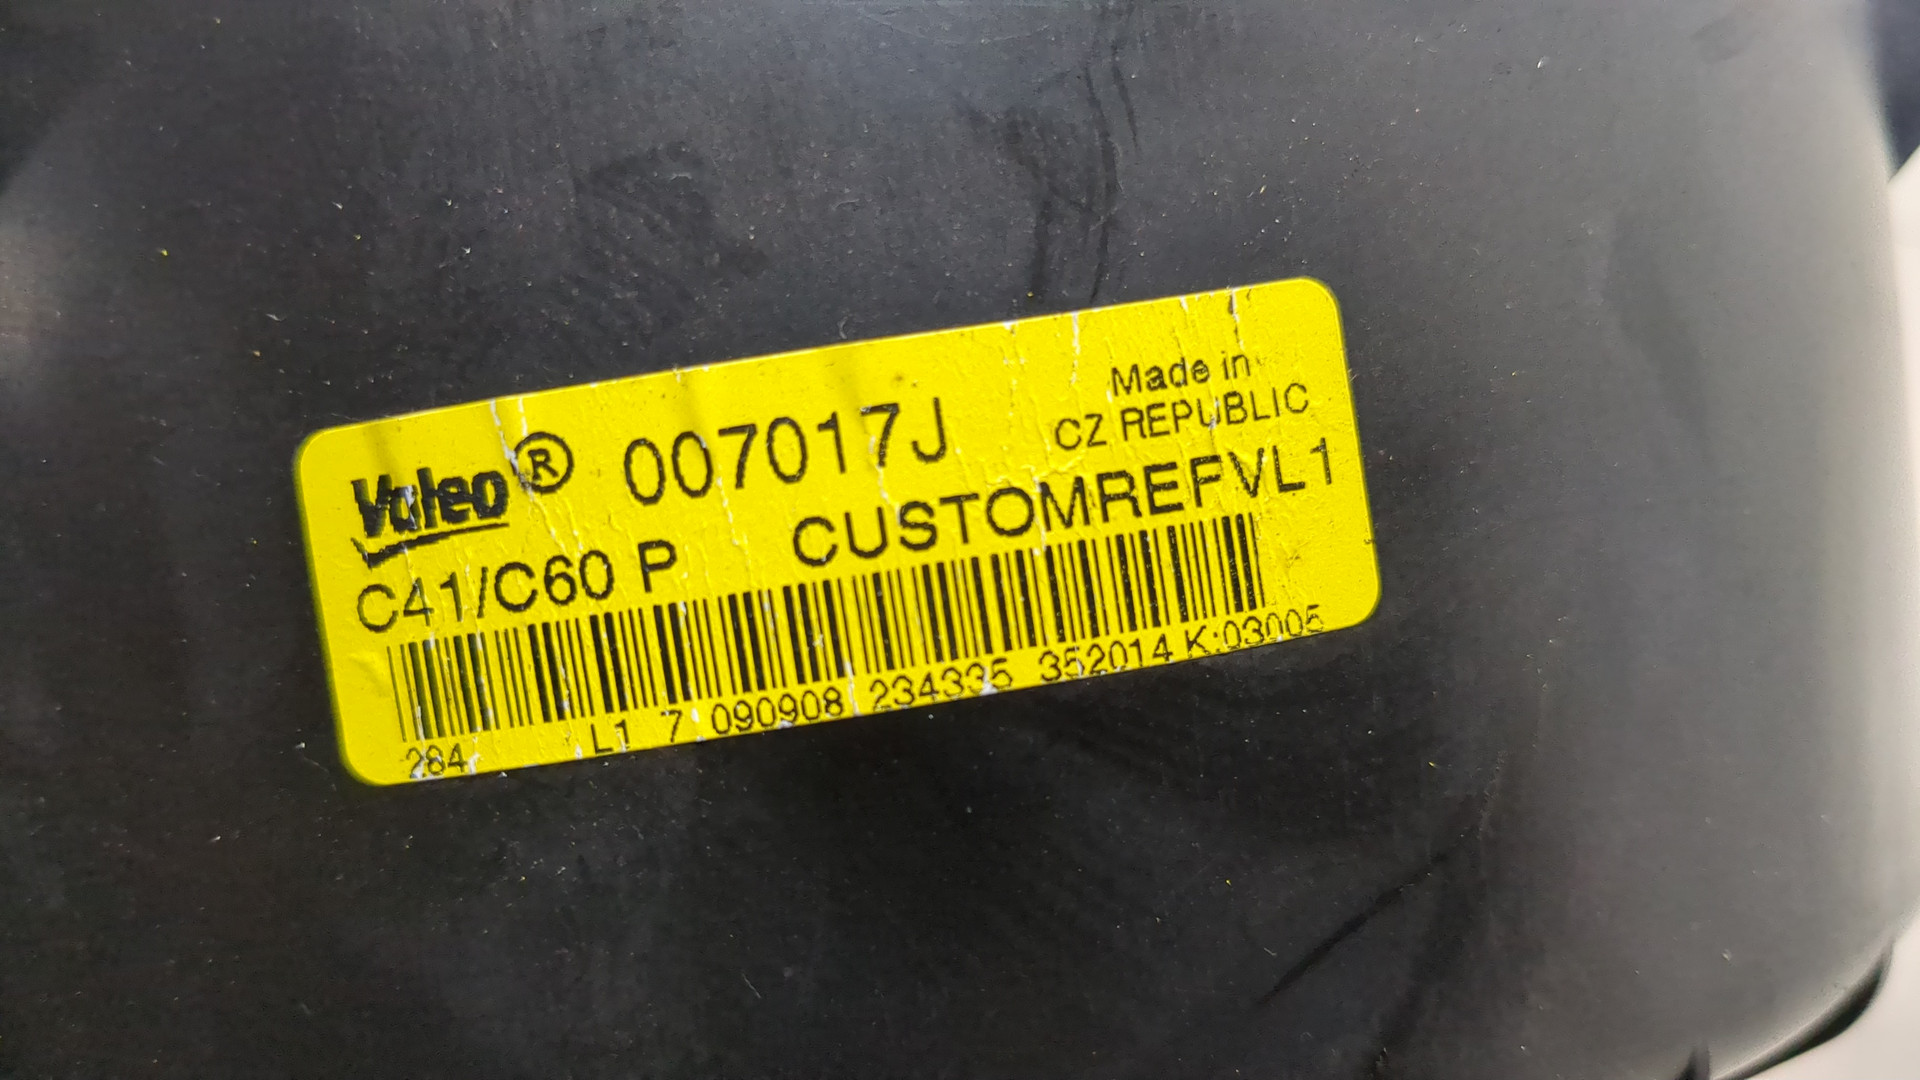 Valeo® 007017J Made in
CZ REPUBLIC
C41/C60 P CUSTOMREFVL1
284 L1 7 090908 234335 352014 K:03005